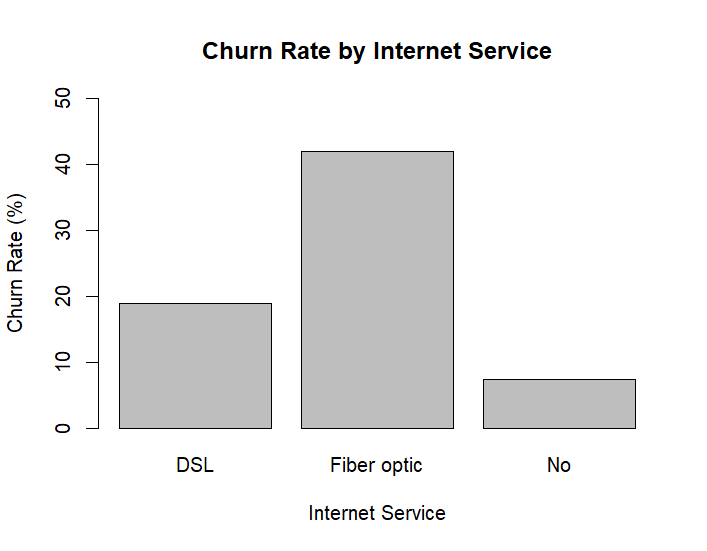 Churn Rate by Internet Service
Churn Rate (%)
50
40
30
20
10
0
DSL
Fiber optic
No
Internet Service